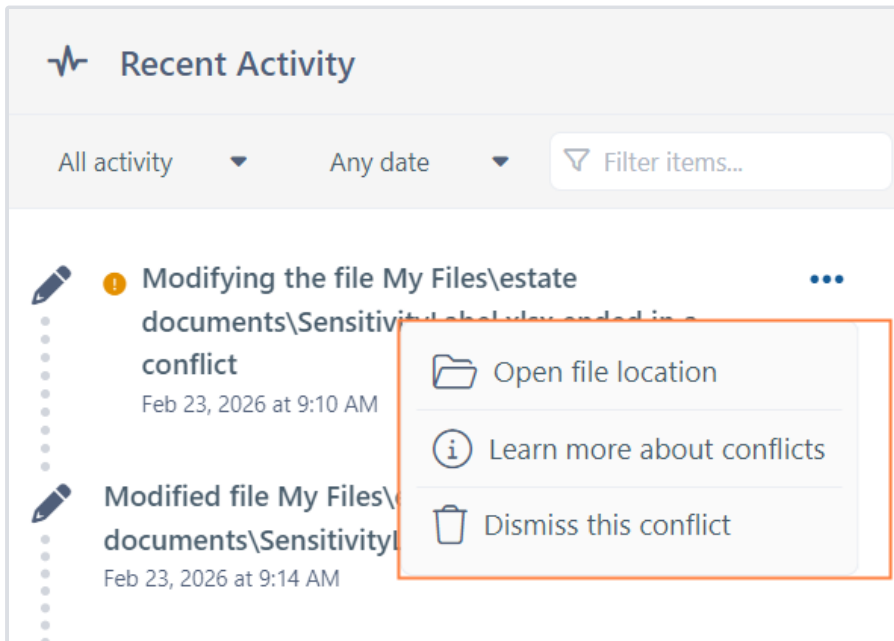 Recent Activity
All activity
Any date
Filter items...
Modifying the file My Files\estate
documents\SensitivityLabel.xlsx ended in a
conflict
Feb 23, 2026 at 9:10 AM
Open file location
Learn more about conflicts
Dismiss this conflict
Modified file My Files\
documents\Sensitivity
Feb 23, 2026 at 9:14 AM